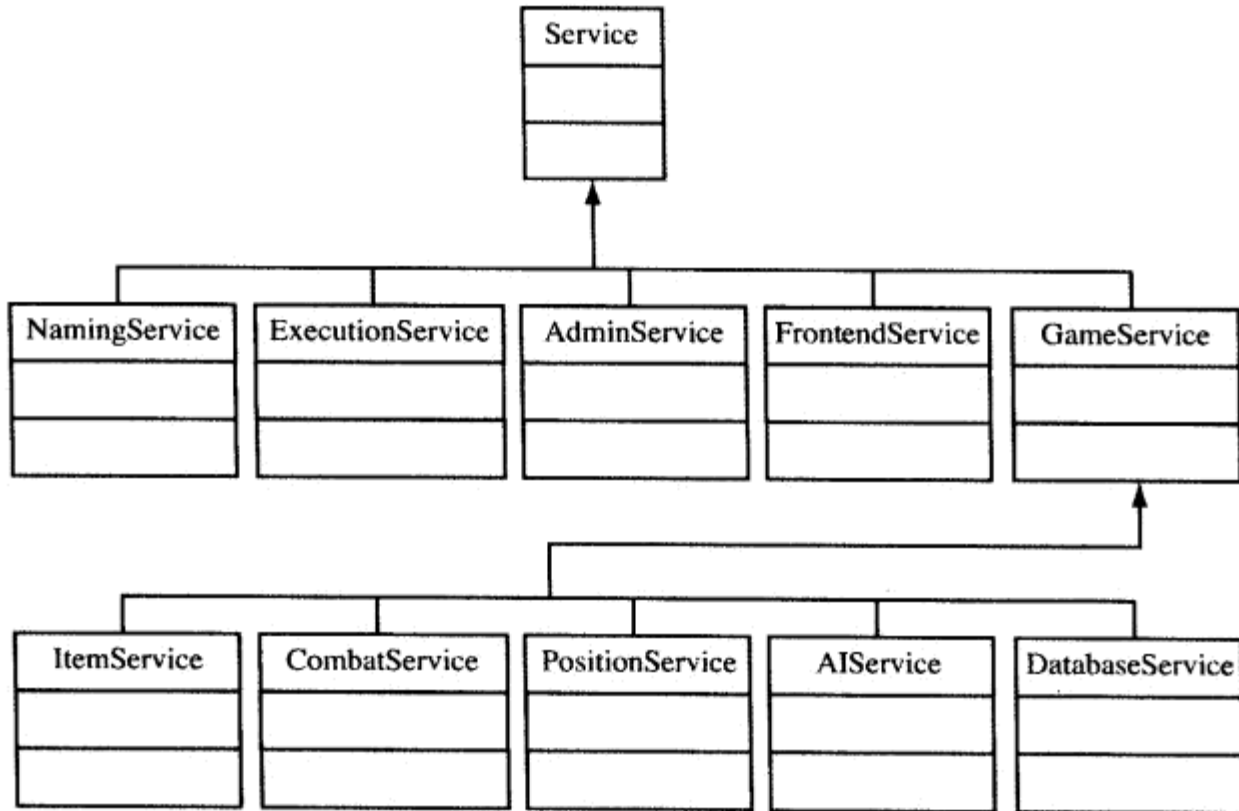 Service
NamingService
ExecutionService
AdminService
FrontendService
GameService
ItemService
CombatService
PositionService
AIService
DatabaseService